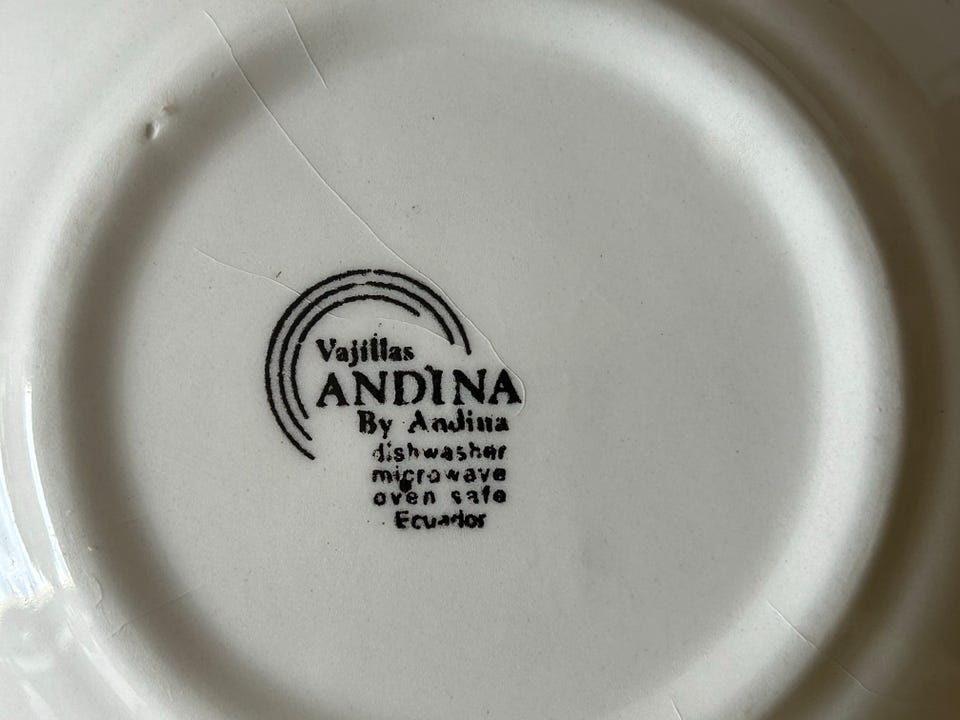 Vajillas
ANDINA
By Andina
dishwasher
microwave
oven safe
Ecuador